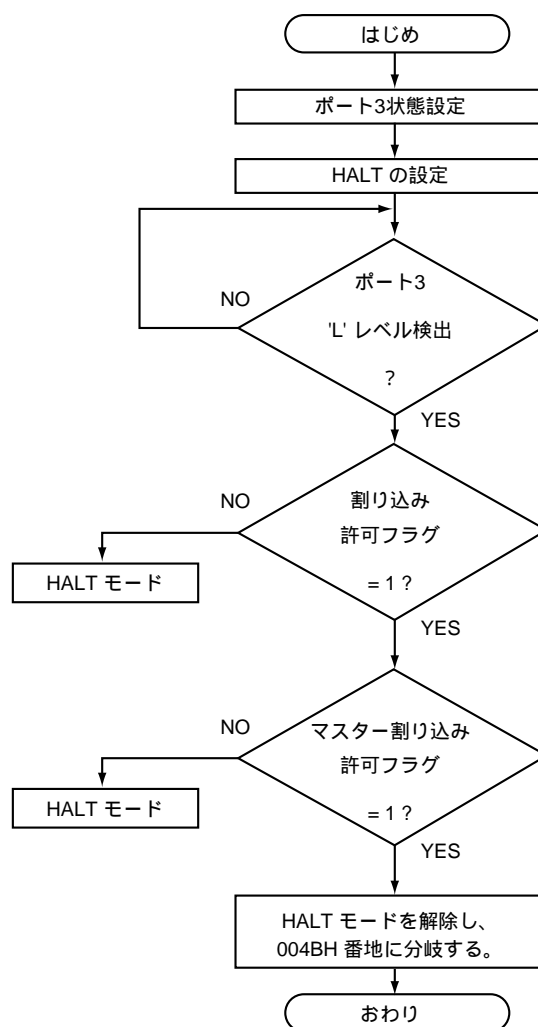 はじめ
ポート3状態設定
HALT の設定
ポート3
NO
'L' レベル検出
?
YES
NO
割り込み
許可フラグ
HALT モード
= 1 ?
YES
NO
マスター割り込み
許可フラグ
HALT モード
= 1 ?
YES
HALT モードを解除し、
004BH 番地に分岐する。
おわり